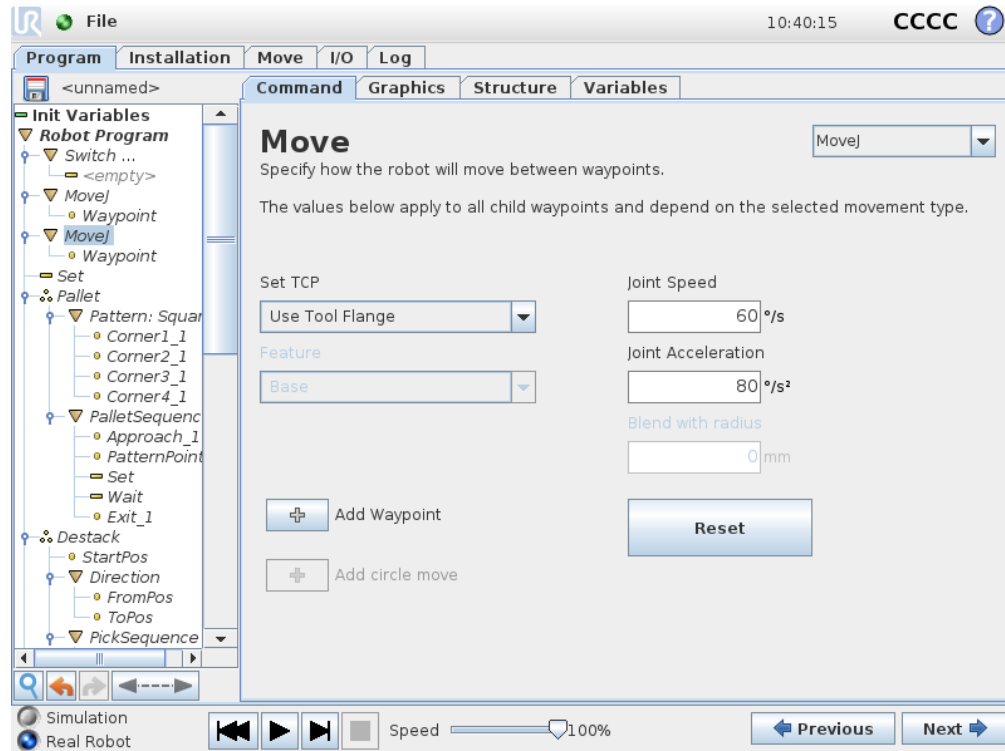 UR File 10:40:15 CCCC ?
Program Installation Move I/O Log
<unnamed> Command Graphics Structure Variables
Init Variables
Robot Program
Switch ...
<empty>
MoveJ
Waypoint
MoveJ
Waypoint
Set
Pallet
Pattern: Squar
Corner1_1
Corner2_1
Corner3_1
Corner4_1
PalletSequenc
Approach_1
PatternPoint
Set
Wait
Exit_1
Destack
StartPos
Direction
FromPos
ToPos
PickSequence
Move MoveJ
Specify how the robot will move between waypoints.
The values below apply to all child waypoints and depend on the selected movement type.
Set TCP Joint Speed
Use Tool Flange 60 °/s
Feature Joint Acceleration
Base 80 °/s²
Blend with radius
0 mm
Add Waypoint Reset
Add circle move
Simulation
Real Robot
Speed 100% Previous Next